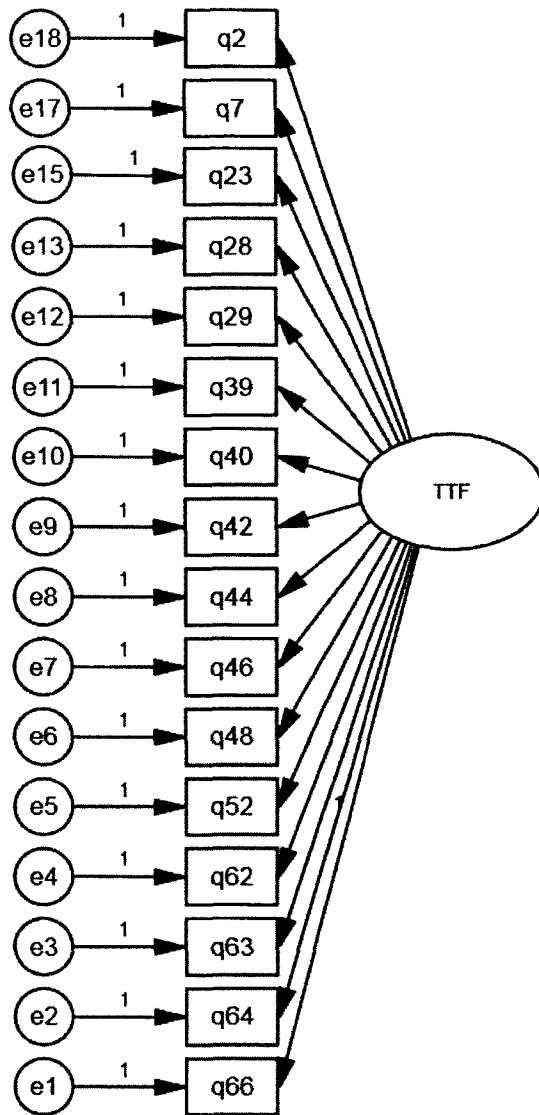 e18 1 q2
e17 1 q7
e15 1 q23
e13 1 q28
e12 1 q29
e11 1 q39
e10 1 q40
TTF
e9 1 q42
e8 1 q44
e7 1 q46
e6 1 q48
e5 1 q52
1
e4 1 q62
e3 1 q63
e2 1 q64
e1 1 q66